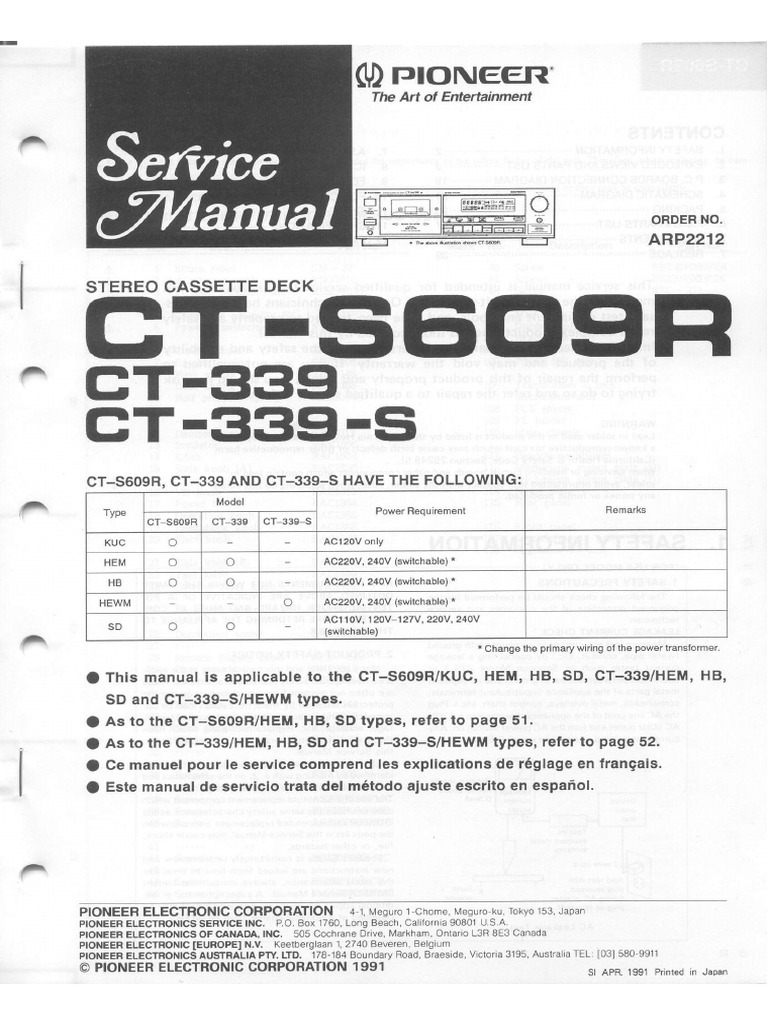 PIONEER®
The Art of Entertainment
Service
Manual
* The above illustration shows CT-S609R.
ORDER NO.
ARP2212
STEREO CASSETTE DECK
CT-S609R
CT-339
CT-339-S
CT-S609R, CT-339 AND CT-339-S HAVE THE FOLLOWING:
Type Model Power Requirement Remarks
CT-S609R CT-339 CT-339-S
KUC ○ – – AC120V only
HEM ○ ○ – AC220V, 240V (switchable) *
HB ○ ○ – AC220V, 240V (switchable) *
HEWM – – ○ AC220V, 240V (switchable) *
SD ○ ○ – AC110V, 120V-127V, 220V, 240V
(switchable)
* Change the primary wiring of the power transformer.
● This manual is applicable to the CT-S609R/KUC, HEM, HB, SD, CT-339/HEM, HB,
SD and CT-339-S/HEWM types.
● As to the CT-S609R/HEM, HB, SD types, refer to page 51.
● As to the CT-339/HEM, HB, SD and CT-339-S/HEWM types, refer to page 52.
● Ce manuel pour le service comprend les explications de réglage en français.
● Este manual de servicio trata del método ajuste escrito en español.
PIONEER ELECTRONIC CORPORATION 4-1, Meguro 1-Chome, Meguro-ku, Tokyo 153, Japan
PIONEER ELECTRONICS SERVICE INC. P.O. Box 1760, Long Beach, California 90801 U.S.A.
PIONEER ELECTRONICS OF CANADA, INC. 505 Cochrane Drive, Markham, Ontario L3R 8E3 Canada
PIONEER ELECTRONIC [EUROPE] N.V. Keetberglaan 1, 2740 Beveren, Belgium
PIONEER ELECTRONICS AUSTRALIA PTY. LTD. 178-184 Boundary Road, Braeside, Victoria 3195, Australia TEL: [03] 580-9911
© PIONEER ELECTRONIC CORPORATION 1991
SI APR. 1991 Printed in Japan